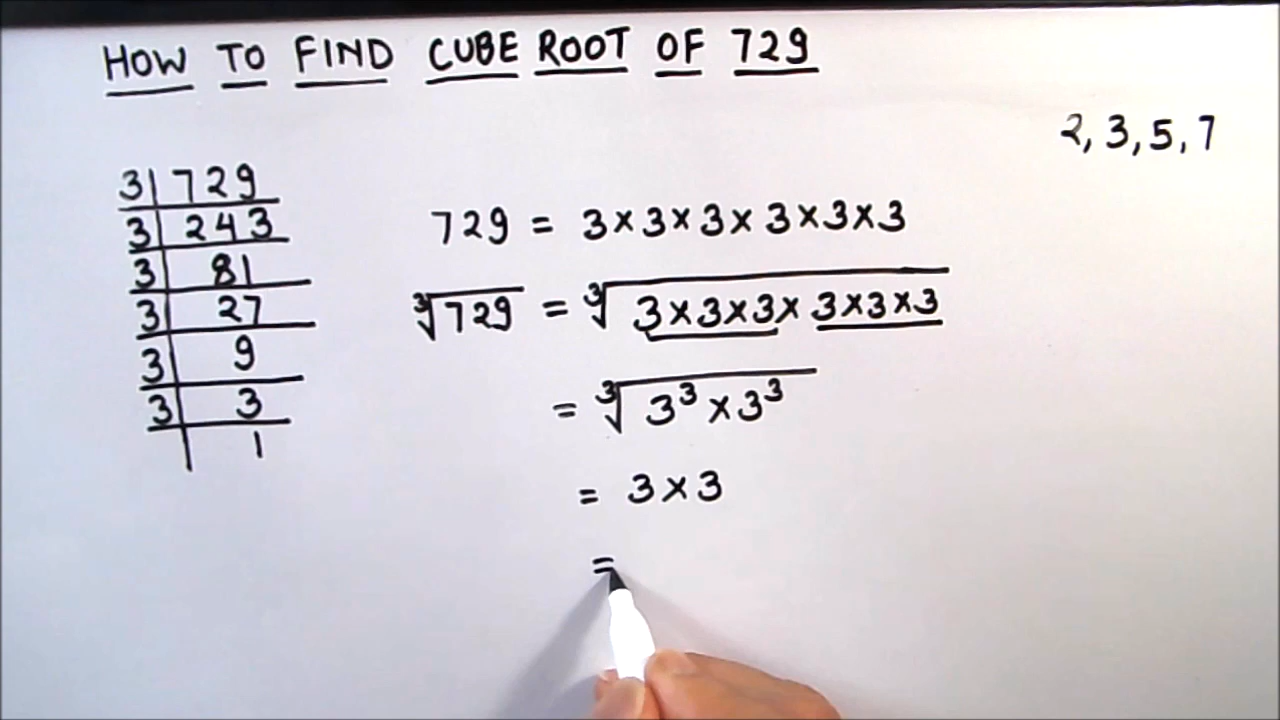 HOW TO FIND CUBE ROOT OF 729
2, 3, 5, 7
3 | 729
3 | 243
3 | 81
3 | 27
3 | 9
3 | 3
| 1
729 = 3 × 3 × 3 × 3 × 3 × 3
∛729 = ∛(3 × 3 × 3 × 3 × 3 × 3)
= ∛(3³ × 3³)
= 3 × 3
=